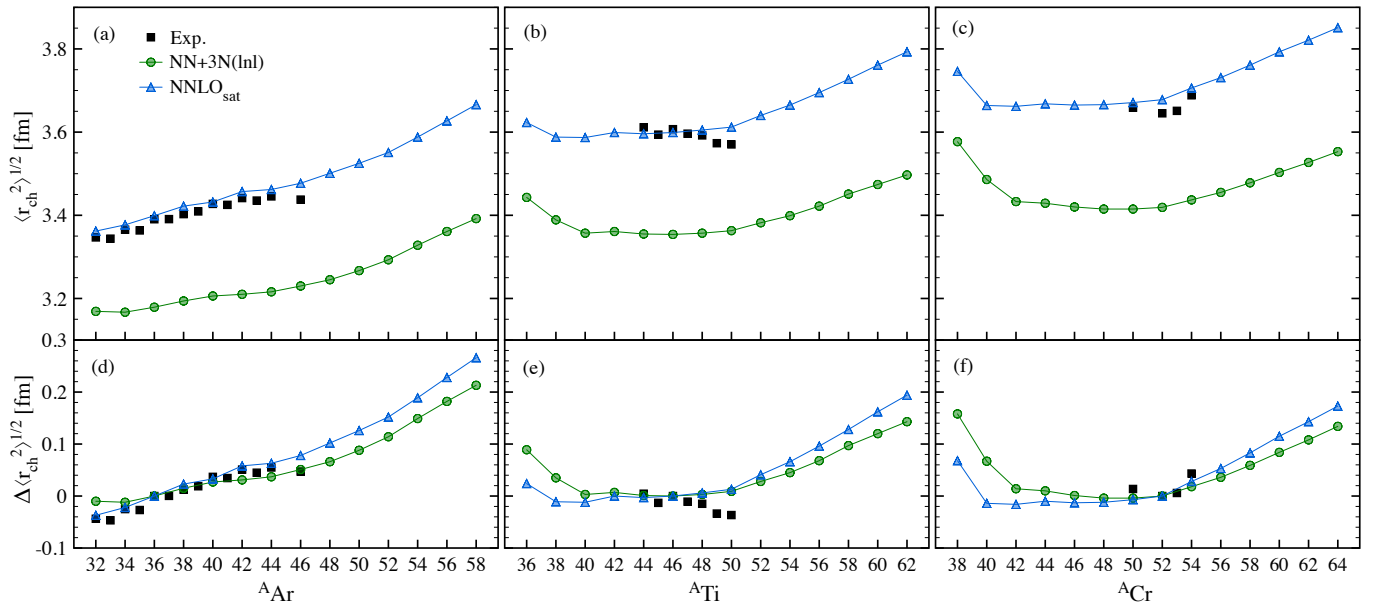 (a)
Exp.
NN+3N(lnl)
NNLO_sat
(b)
(c)
⟨r_ch^2⟩^1/2 [fm]
3.8
3.6
3.4
3.2
0.3
(d)
(e)
(f)
Δ⟨r_ch^2⟩^1/2 [fm]
0.2
0.1
0
-0.1
32 34 36 38 40 42 44 46 48 50 52 54 56 58
36 38 40 42 44 46 48 50 52 54 56 58 60 62
38 40 42 44 46 48 50 52 54 56 58 60 62 64
^AAr
^ATi
^ACr